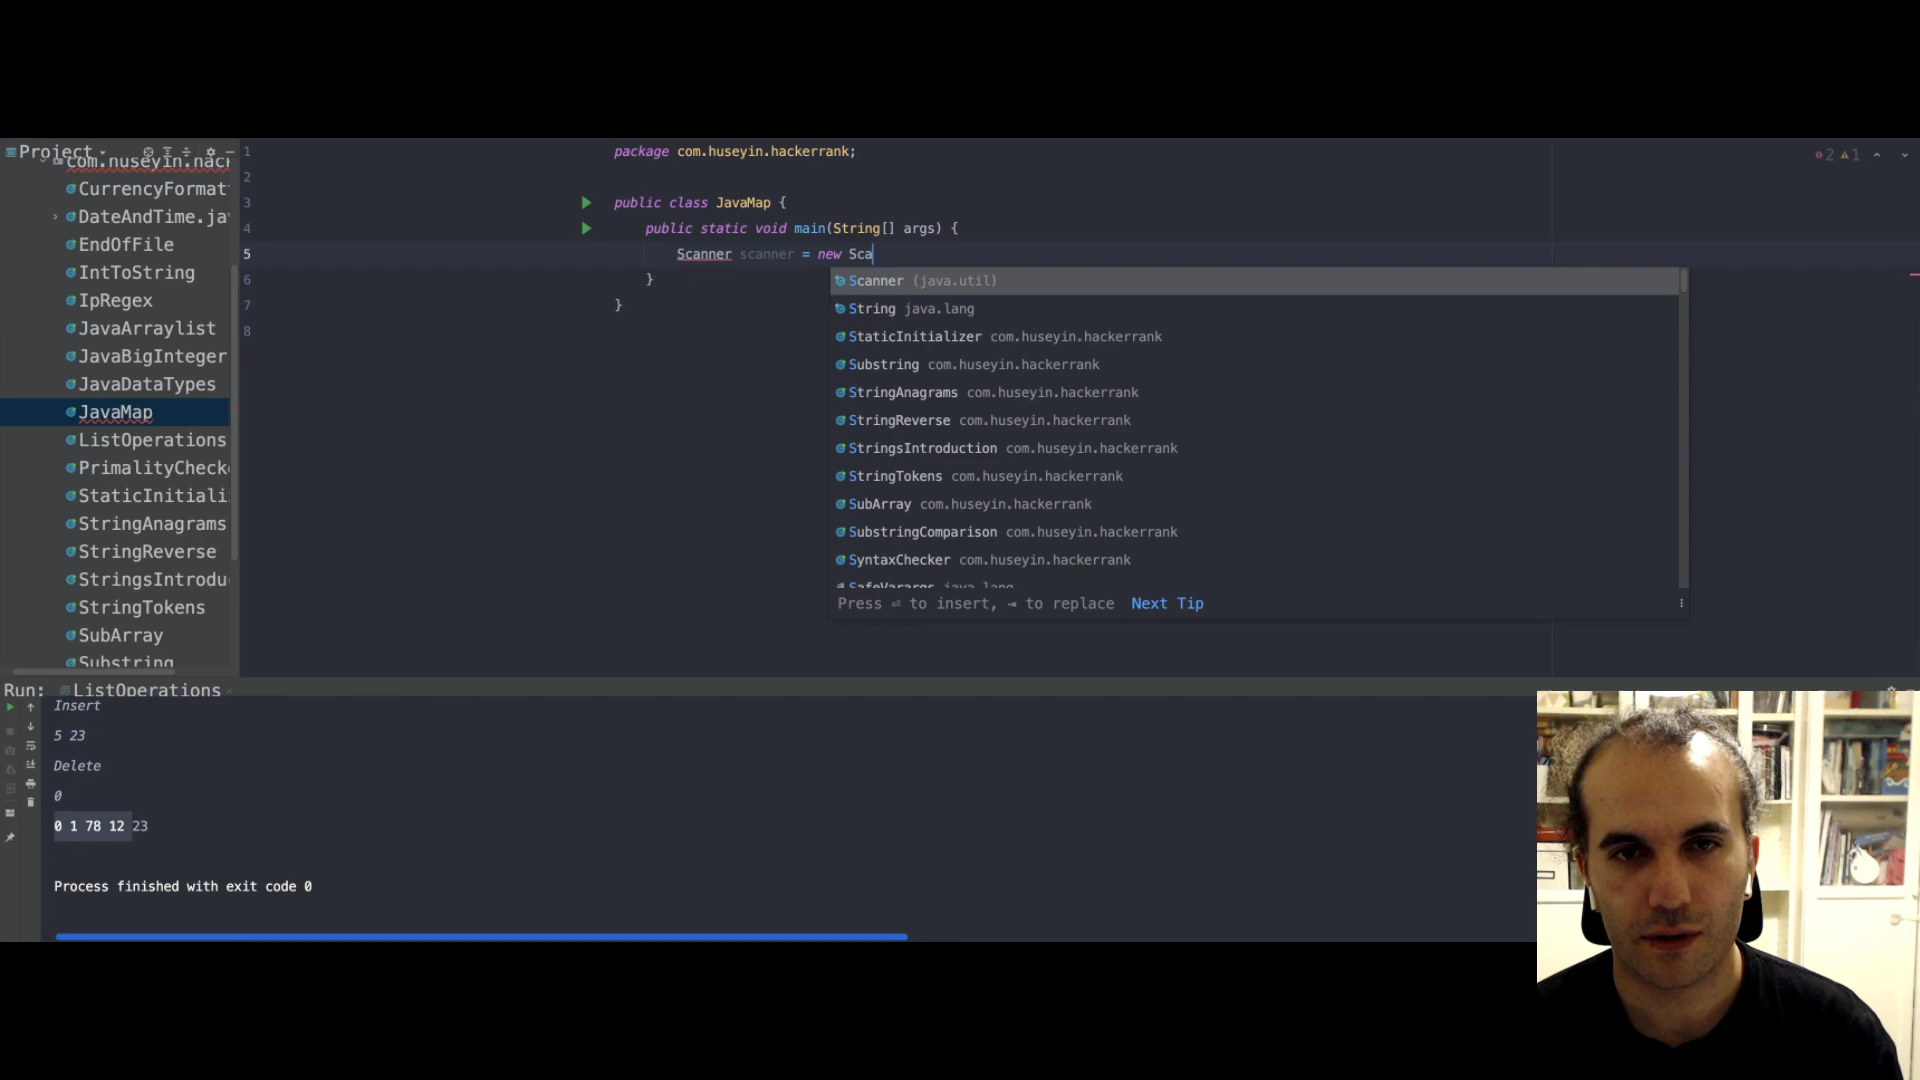 Project
com.huseyin.hack
CurrencyFormat
DateAndTime.ja
EndOfFile
IntToString
IpRegex
JavaArraylist
JavaBigInteger
JavaDataTypes
JavaMap
ListOperations
PrimalityCheck
StaticInitiali
StringAnagrams
StringReverse
StringsIntrodu
StringTokens
SubArray
Substring
1 package com.huseyin.hackerrank;
2
3 public class JavaMap {
4 public static void main(String[] args) {
5 Scanner scanner = new Sca
6 }
7 }
8
2 1
Scanner (java.util)
String java.lang
StaticInitializer com.huseyin.hackerrank
Substring com.huseyin.hackerrank
StringAnagrams com.huseyin.hackerrank
StringReverse com.huseyin.hackerrank
StringsIntroduction com.huseyin.hackerrank
StringTokens com.huseyin.hackerrank
SubArray com.huseyin.hackerrank
SubstringComparison com.huseyin.hackerrank
SyntaxChecker com.huseyin.hackerrank
SafeVarargs java.lang
Press ⏎ to insert, ⇥ to replace Next Tip
Run: ListOperations
Insert
5 23
Delete
0
0 1 78 12 23
Process finished with exit code 0